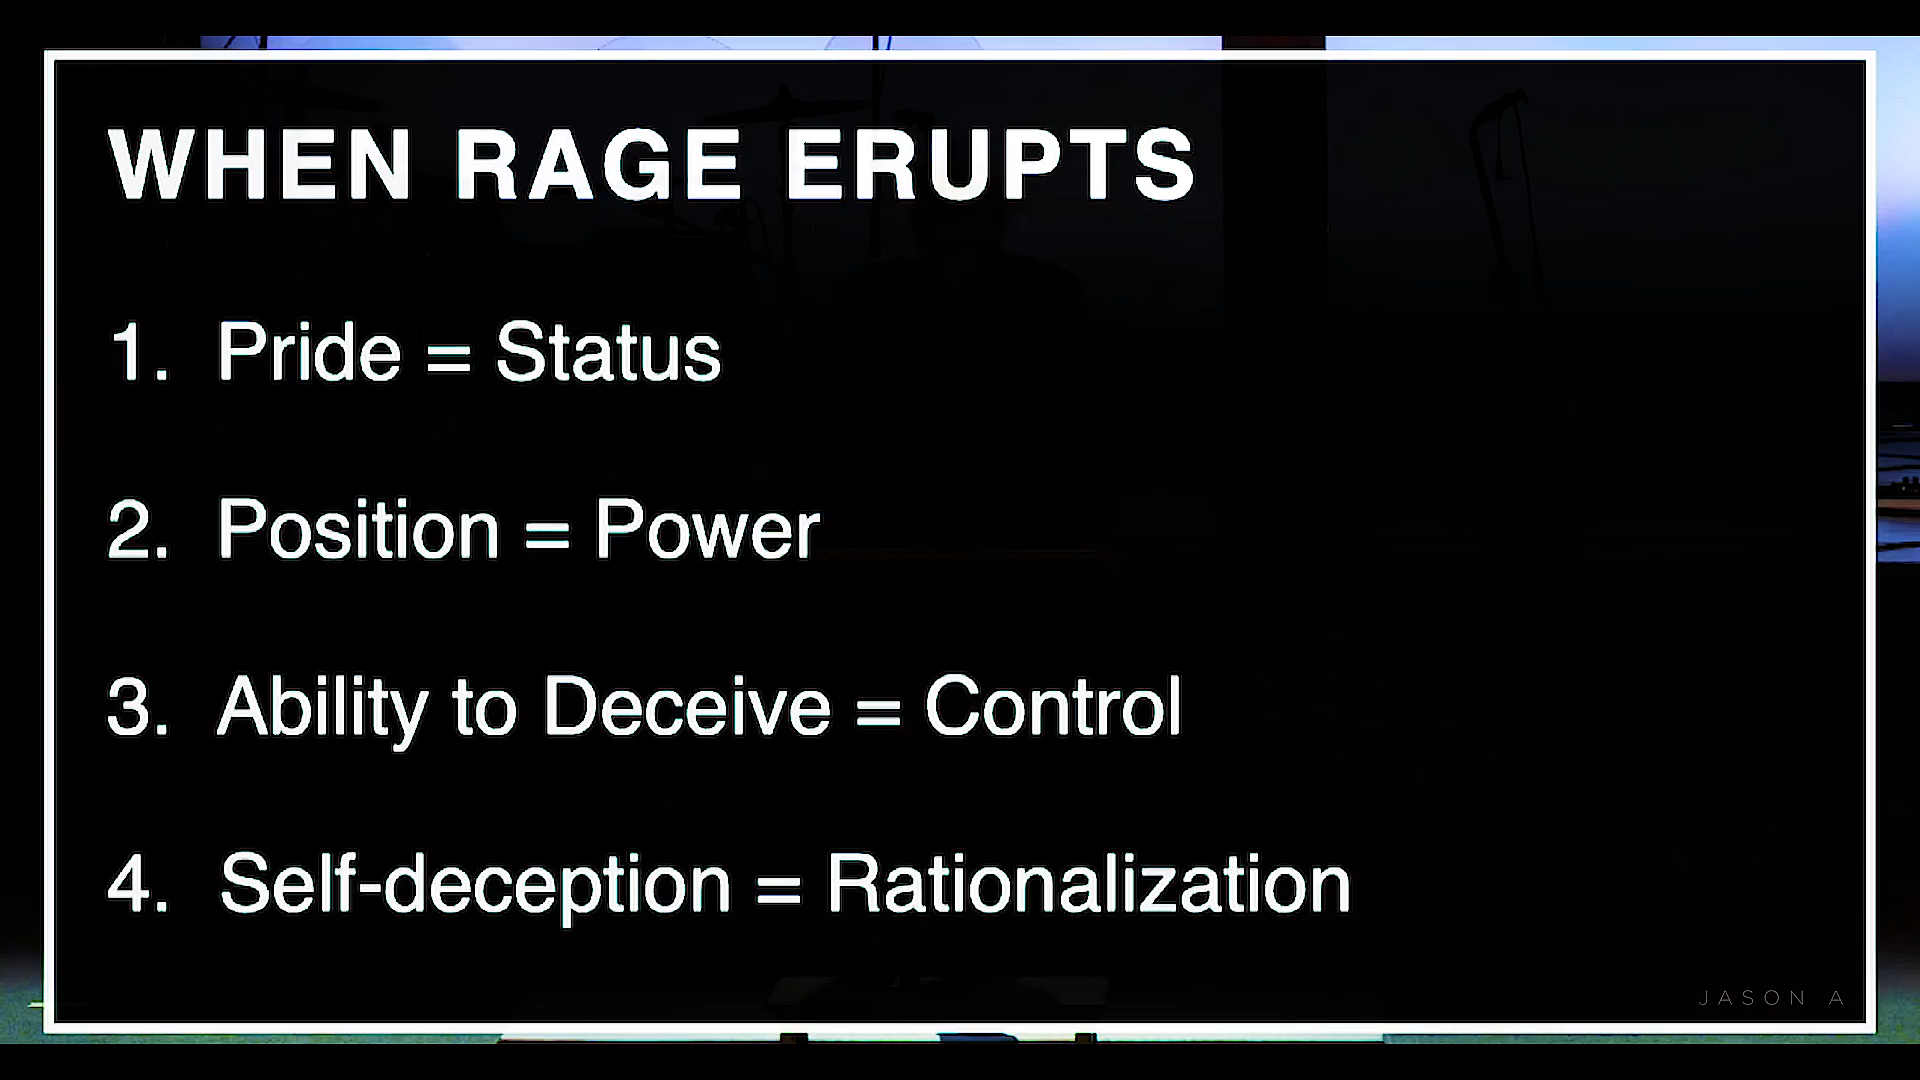 WHEN RAGE ERUPTS
1. Pride = Status
2. Position = Power
3. Ability to Deceive = Control
4. Self-deception = Rationalization
JASON A